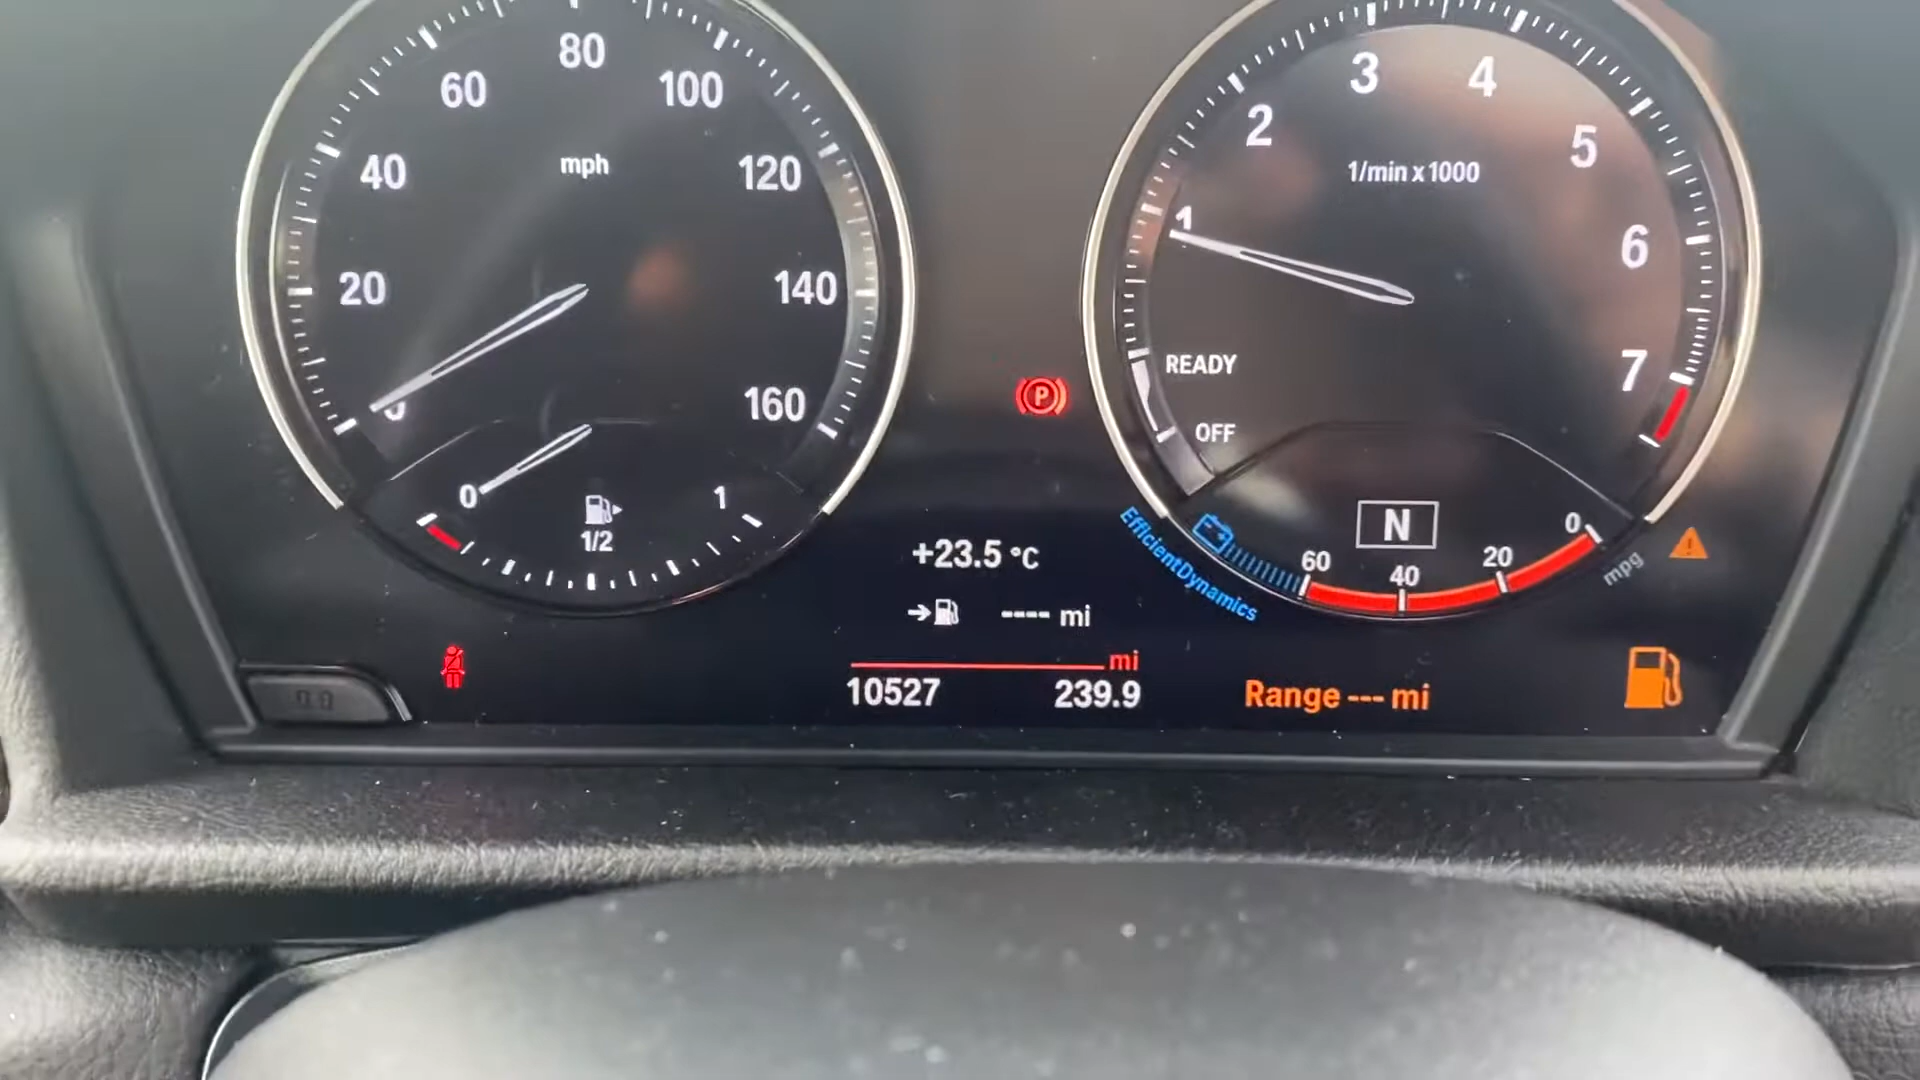 80
60
100
40
mph
120
20
140
0
160
0
1
1/2
3
4
2
5
1/min x 1000
1
6
READY
7
OFF
P
N
0
60
20
40
mpg
EfficientDynamics
+23.5 °C
---- mi
mi
10527 239.9
Range --- mi